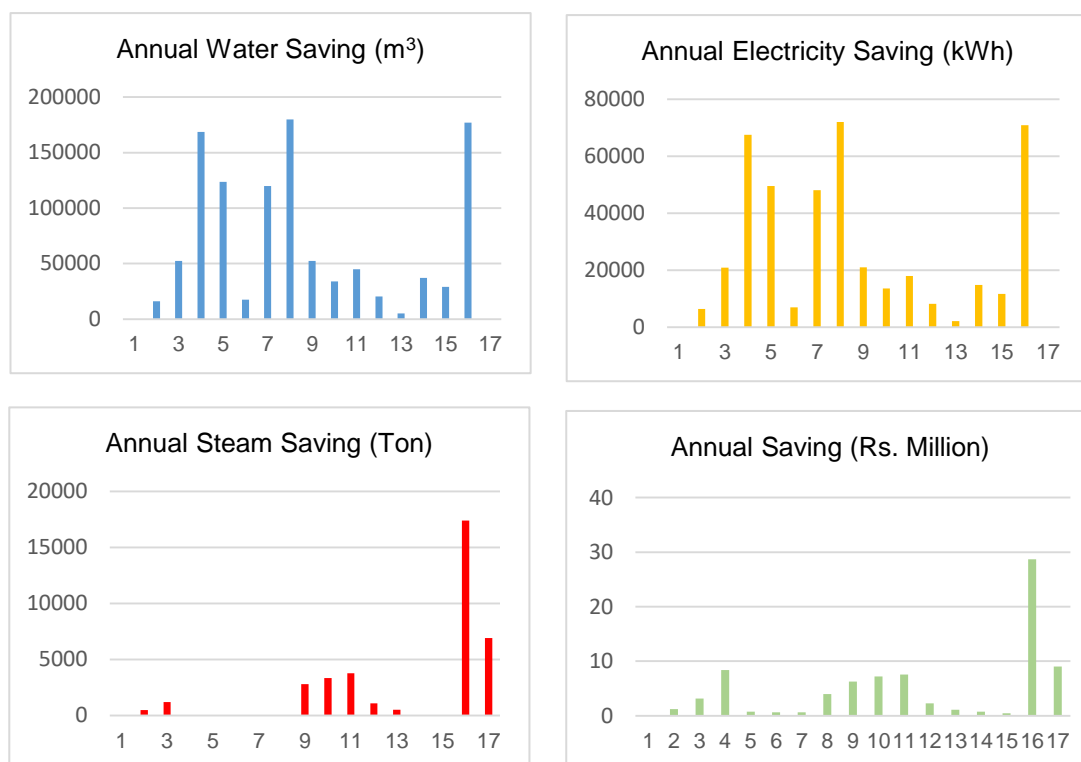 Annual Water Saving (m³)
200000
150000
100000
50000
0
1 3 5 7 9 11 13 15 17
Annual Electricity Saving (kWh)
80000
60000
40000
20000
0
1 3 5 7 9 11 13 15 17
Annual Steam Saving (Ton)
20000
15000
10000
5000
0
1 3 5 7 9 11 13 15 17
Annual Saving (Rs. Million)
40
30
20
10
0
1 2 3 4 5 6 7 8 9 10 11 12 13 14 15 16 17